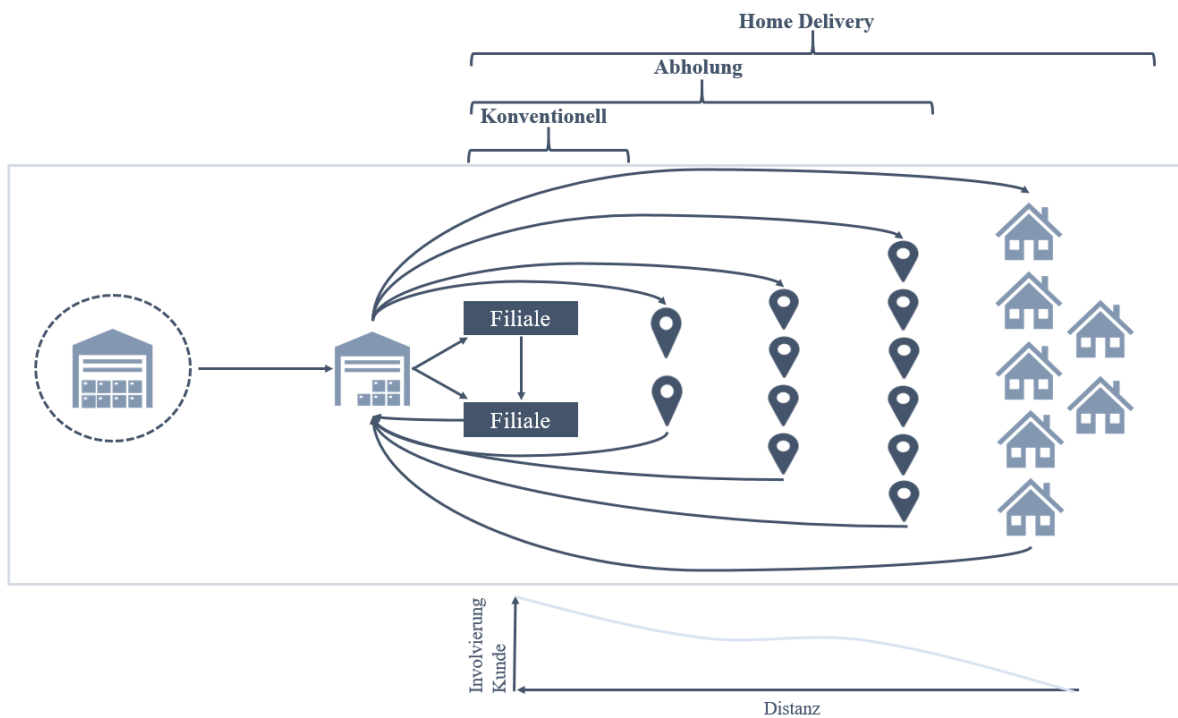 Home Delivery
Abholung
Konventionell
Filiale
Filiale
Involvierung
Kunde
Distanz